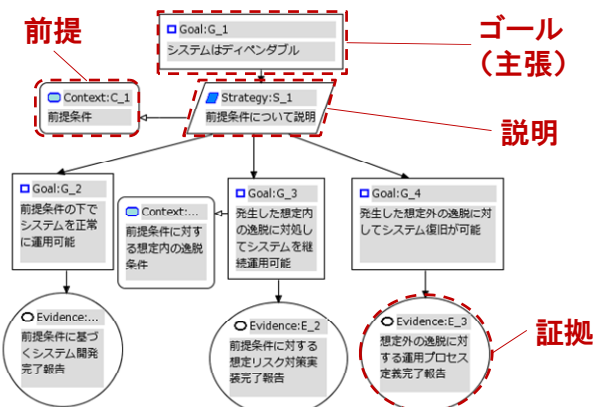 前提
ゴール
（主張）
Goal:G_1
システムはディペンダブル
Context:C_1
前提条件
Strategy:S_1
前提条件について説明
説明
Goal:G_2
前提条件の下で
システムを正常
に運用可能
Context:...
前提条件に対す
る想定内の逸脱
条件
Goal:G_3
発生した想定内
の逸脱に対処し
てシステムを継
続運用可能
Goal:G_4
発生した想定外の逸脱に対
してシステム復旧が可能
Evidence:...
前提条件に基づ
くシステム開発
完了報告
Evidence:E_2
前提条件に対する
想定リスク対策実
装完了報告
Evidence:E_3
想定外の逸脱に対
する運用プロセス
定義完了報告
証拠